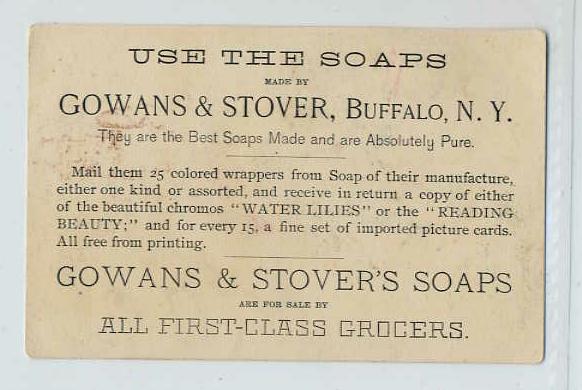 USE THE SOAPS
MADE BY
GOWANS & STOVER, BUFFALO, N. Y.
They are the Best Soaps Made and are Absolutely Pure.
Mail them 25 colored wrappers from Soap of their manufacture,
either one kind or assorted, and receive in return a copy of either
of the beautiful chromos "WATER LILIES" or the "READING
BEAUTY;" and for every 15, a fine set of imported picture cards.
All free from printing.
GOWANS & STOVER'S SOAPS
ARE FOR SALE BY
ALL FIRST-CLASS GROCERS.